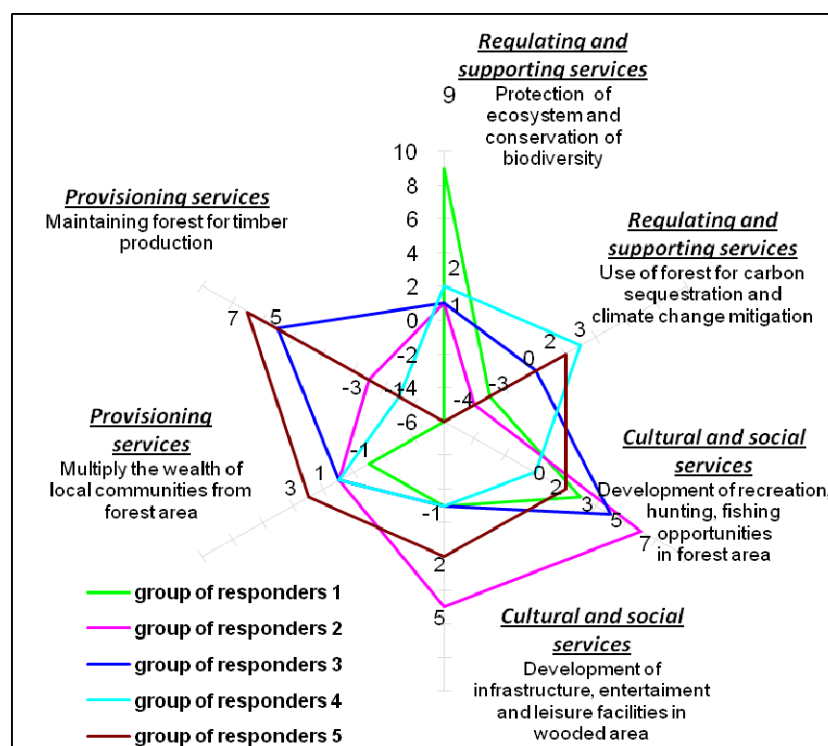 Regulating and
supporting services
9
Protection of
ecosystem and
conservation of
biodiversity
10
8
6
4
2
0
-2
-4
-6
2
1
Provisioning services
Maintaining forest for timber
production
7
5
-3
-1
Regulating and
supporting services
Use of forest for carbon
sequestration and
climate change mitigation
3
2
0
-3
-4
Provisioning
services
Multiply the wealth of
local communities from
forest area
-1
1
3
Cultural and social
services
Development of recreation,
hunting, fishing
opportunities
in forest area
0
2
3
5
7
-1
2
5
Cultural and social
services
Development of
infrastructure, entertaiment
and leisure facilities in
wooded area
group of responders 1
group of responders 2
group of responders 3
group of responders 4
group of responders 5